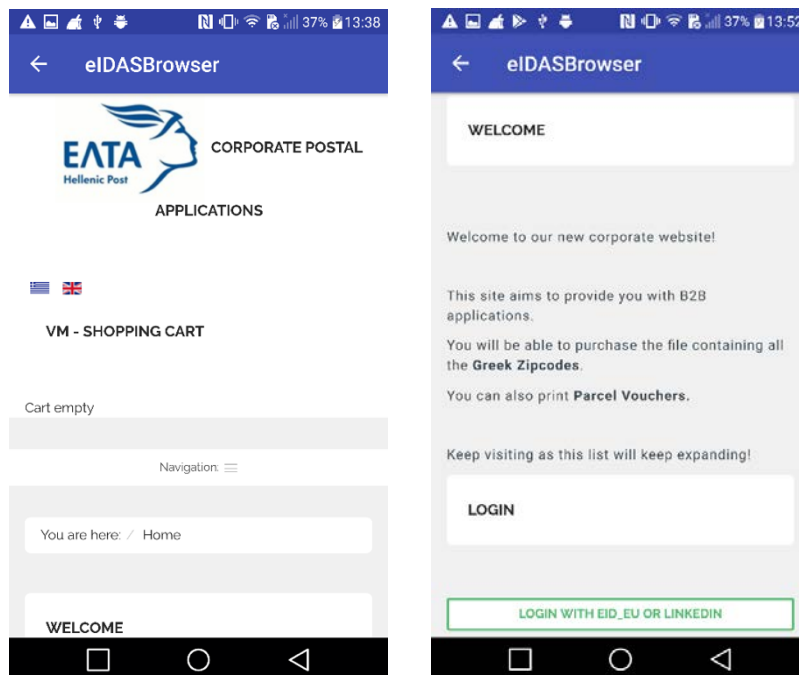 37% 13:38
eIDASBrowser
ΕΛΤΑ
Hellenic Post
CORPORATE POSTAL
APPLICATIONS
VM - SHOPPING CART
Cart empty
Navigation:
You are here: / Home
WELCOME
37% 13:52
eIDASBrowser
WELCOME
Welcome to our new corporate website!
This site aims to provide you with B2B
applications.
You will be able to purchase the file containing all
the Greek Zipcodes.
You can also print Parcel Vouchers.
Keep visiting as this list will keep expanding!
LOGIN
LOGIN WITH EID_EU OR LINKEDIN